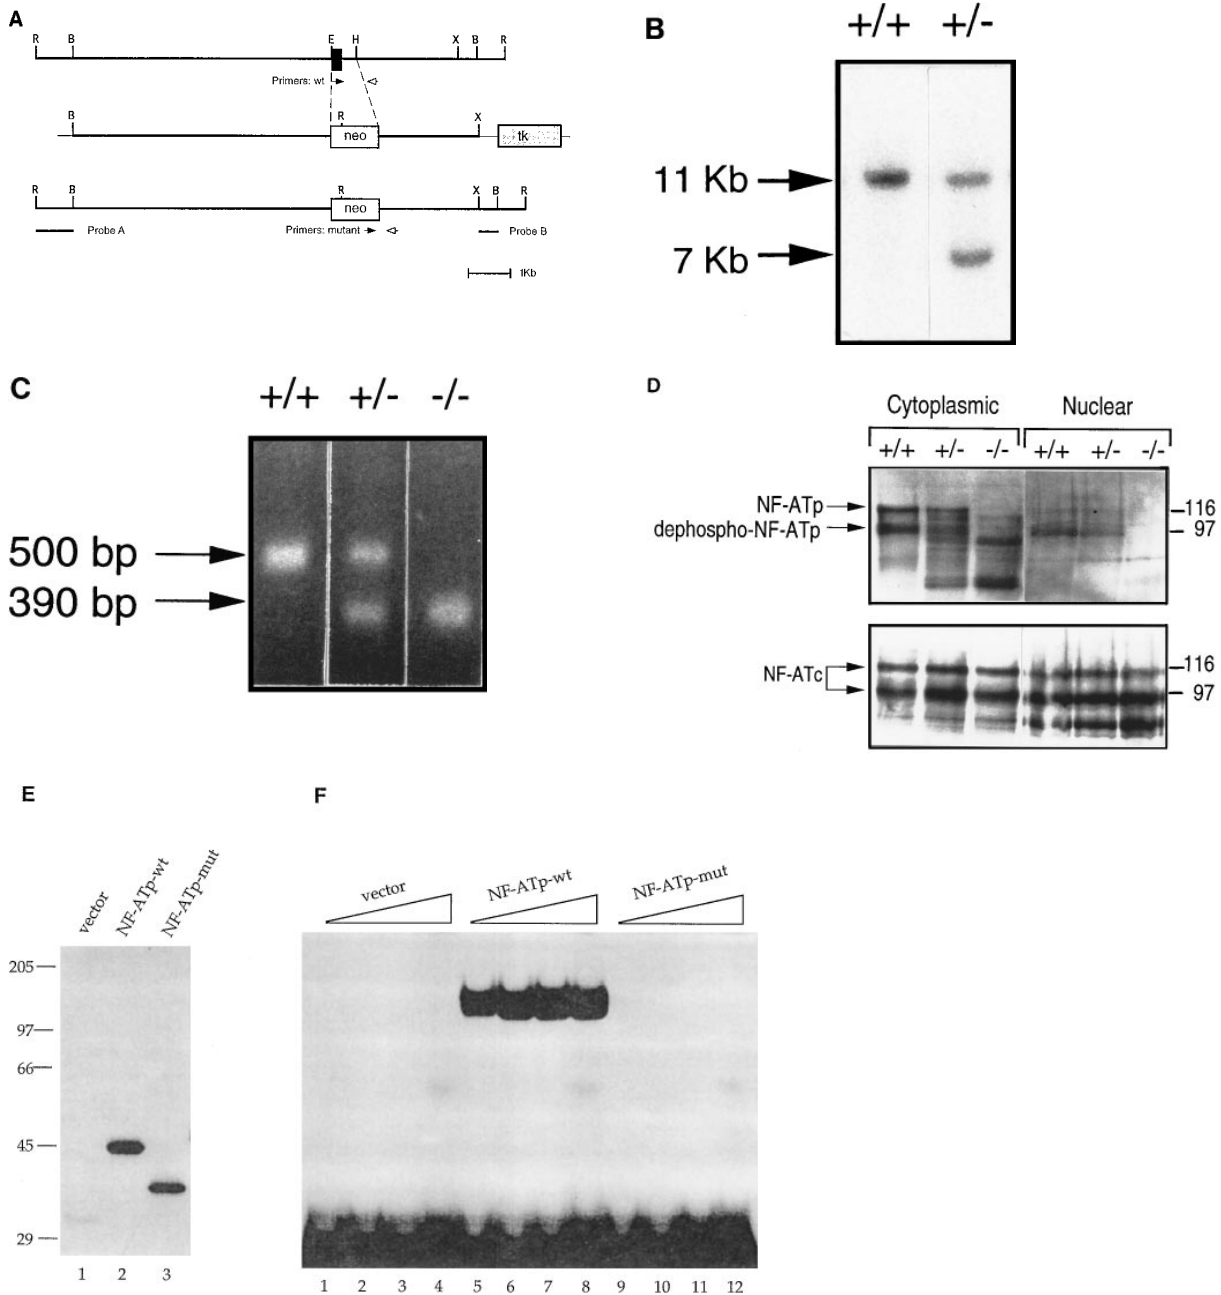 A
R B E H X B R
Primers: wt
B R X
neo tk
R B R X B R
neo
Probe A Primers: mutant Probe B
1Kb
B
+/+ +/-
11 Kb
7 Kb
C
+/+ +/- -/-
500 bp
390 bp
D
Cytoplasmic Nuclear
+/+ +/- -/- +/+ +/- -/-
NF-ATp 116
dephospho-NF-ATp 97
NF-ATc 116
97
E
vector NF-ATp-wt NF-ATp-mut
205
97
66
45
29
1 2 3
F
vector NF-ATp-wt NF-ATp-mut
1 2 3 4 5 6 7 8 9 10 11 12